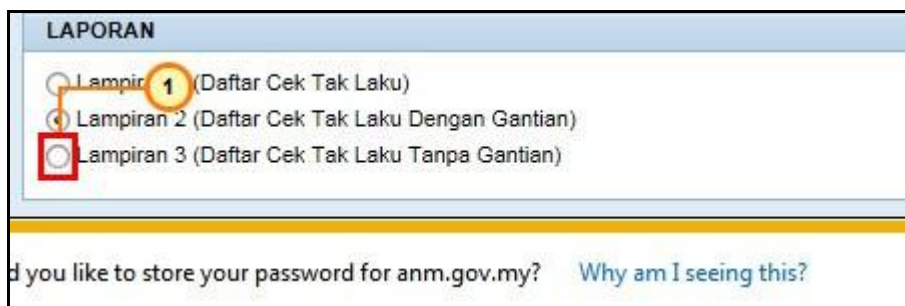 LAPORAN
1 (Daftar Cek Tak Laku)
Lampiran 2 (Daftar Cek Tak Laku Dengan Gantian)
Lampiran 3 (Daftar Cek Tak Laku Tanpa Gantian)
d you like to store your password for anm.gov.my? Why am I seeing this?